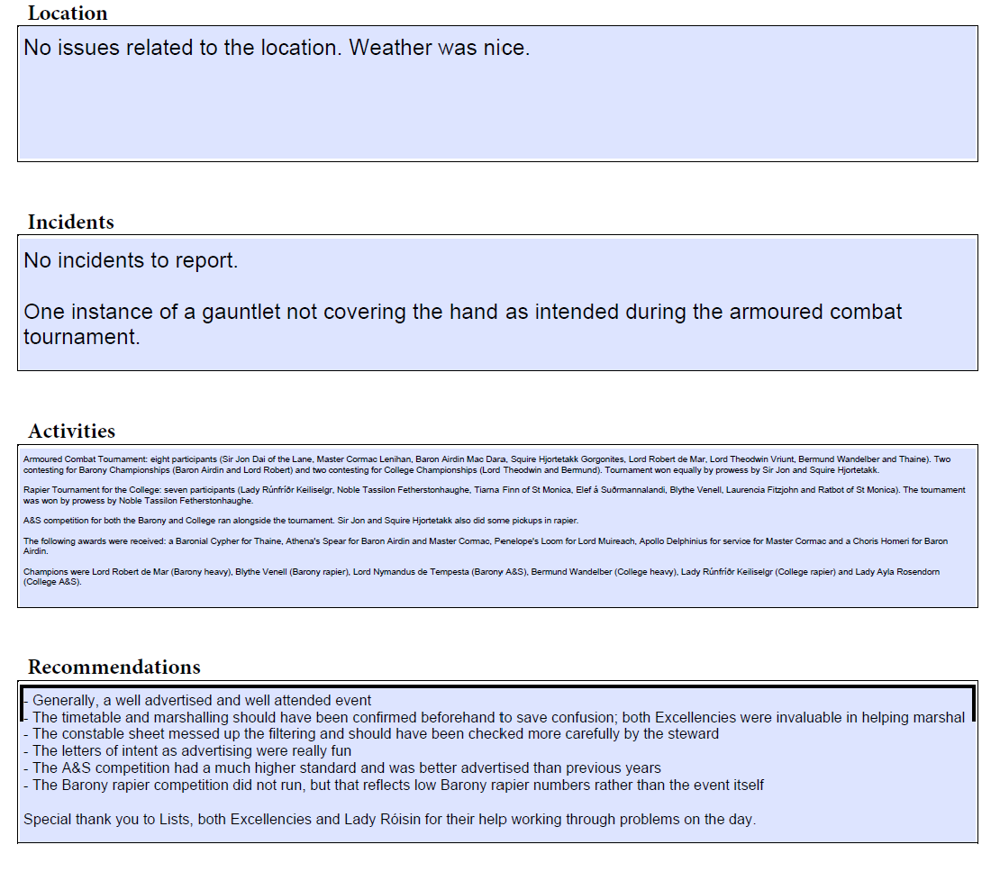 Location
No issues related to the location. Weather was nice.
Incidents
No incidents to report.
One instance of a gauntlet not covering the hand as intended during the armoured combat
tournament.
Activities
Armoured Combat Tournament: eight participants (Sir Jon Dai of the Lane, Master Cormac Lenihan, Baron Airdin Mac Dara, Squire Hjortetakk Gorgonites, Lord Robert de Mar, Lord Theodwin Vriunt, Bermund Wandelber and Thaine). Two
contesting for Barony Championships (Baron Airdin and Lord Robert) and two contesting for College Championships (Lord Theodwin and Bermund). Tournament won equally by prowess by Sir Jon and Squire Hjortetakk.
Rapier Tournament for the College: seven participants (Lady Rúnfríðr Keiliselgr, Noble Tassilon Fetherstonhaughe, Tiarna Finn of St Monica, Elef á Suðrmannalandi, Blythe Venell, Laurencia Fitzjohn and Ratbot of St Monica). The tournament
was won by prowess by Noble Tassilon Fetherstonhaughe.
A&S competition for both the Barony and College ran alongside the tournament. Sir Jon and Squire Hjortetakk also did some pickups in rapier.
The following awards were received: a Baronial Cypher for Thaine, Athena's Spear for Baron Airdin and Master Cormac, Penelope's Loom for Lord Muireach, Apollo Delphinius for service for Master Cormac and a Choris Homeri for Baron
Airdin.
Champions were Lord Robert de Mar (Barony heavy), Blythe Venell (Barony rapier), Lord Nymandus de Tempesta (Barony A&S), Bermund Wandelber (College heavy), Lady Rúnfríðr Keiliselgr (College rapier) and Lady Ayla Rosendorn
(College A&S).
Recommendations
- Generally, a well advertised and well attended event
- The timetable and marshalling should have been confirmed beforehand to save confusion; both Excellencies were invaluable in helping marshal
- The constable sheet messed up the filtering and should have been checked more carefully by the steward
- The letters of intent as advertising were really fun
- The A&S competition had a much higher standard and was better advertised than previous years
- The Barony rapier competition did not run, but that reflects low Barony rapier numbers rather than the event itself
Special thank you to Lists, both Excellencies and Lady Róisin for their help working through problems on the day.